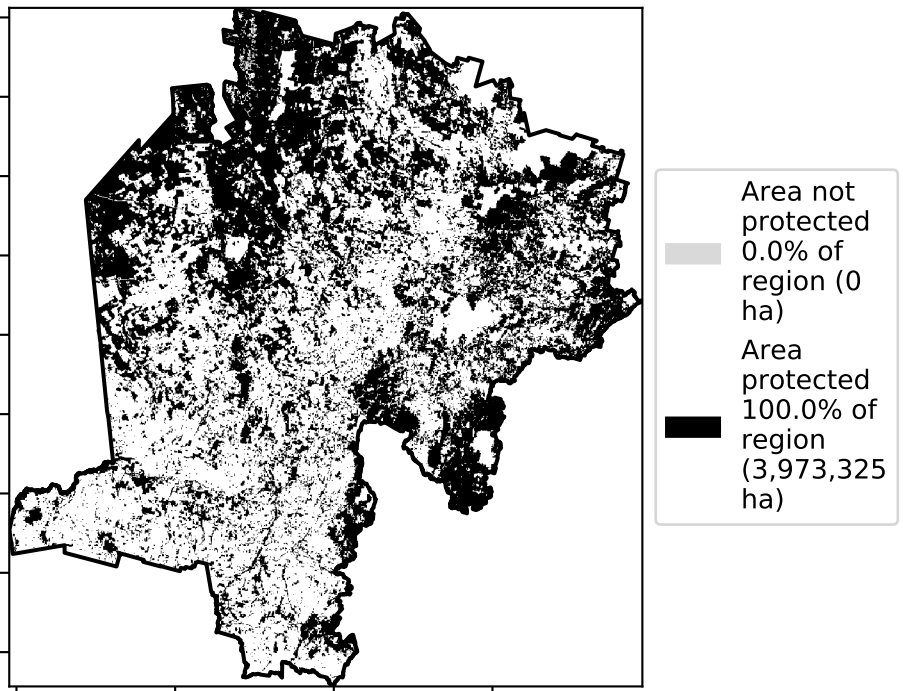 Area not
protected
0.0% of
region (0
ha)
Area
protected
100.0% of
region
(3,973,325
ha)